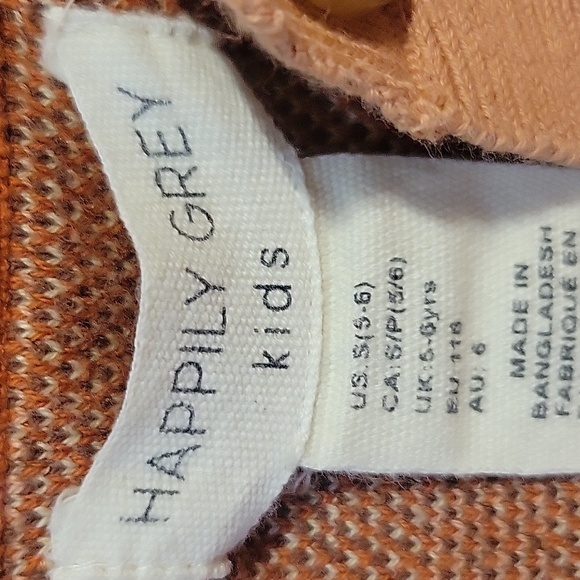 HAPPILY GREY
kids
US: S(5-6)
CA: S/P(5/6)
UK: 5-6yrs
EU 116
AU: 6
MADE IN
BANGLADESH
FABRIQUE EN